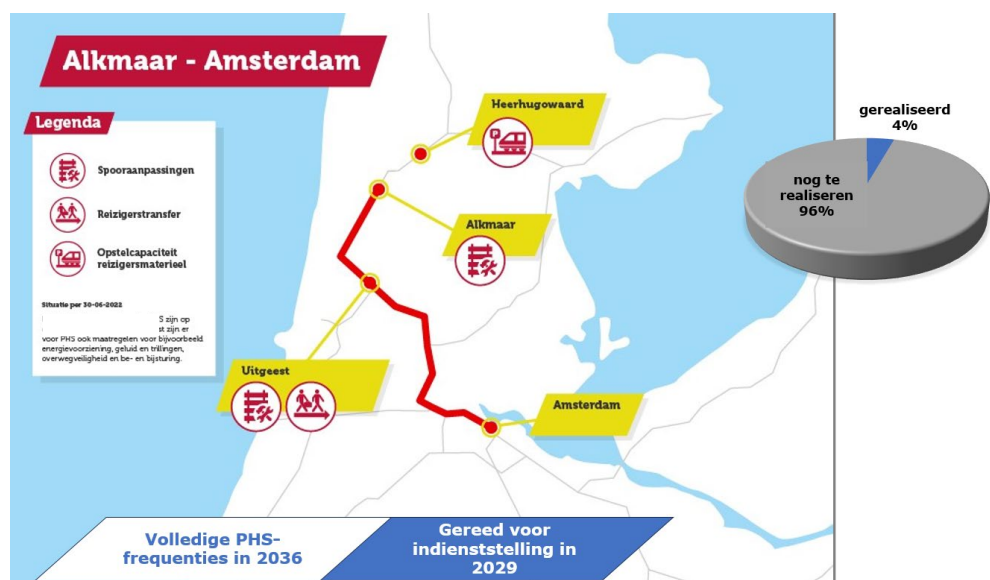 Alkmaar - Amsterdam
Legenda
Spooraanpassingen
Reizigerstransfer
Opstelcapaciteit
reizigersmaterieel
Situatie per 30-06-2022
S zijn op
st zijn er
voor PHS ook maatregelen voor bijvoorbeeld
energievoorziening, geluid en trillingen,
overwegveiligheid en be- en bijsturing.
Heerhugowaard
P
Alkmaar
Uitgeest
Amsterdam
gerealiseerd
4%
nog te
realiseren
96%
Volledige PHS-
frequenties in 2036
Gereed voor
indienststelling in
2029